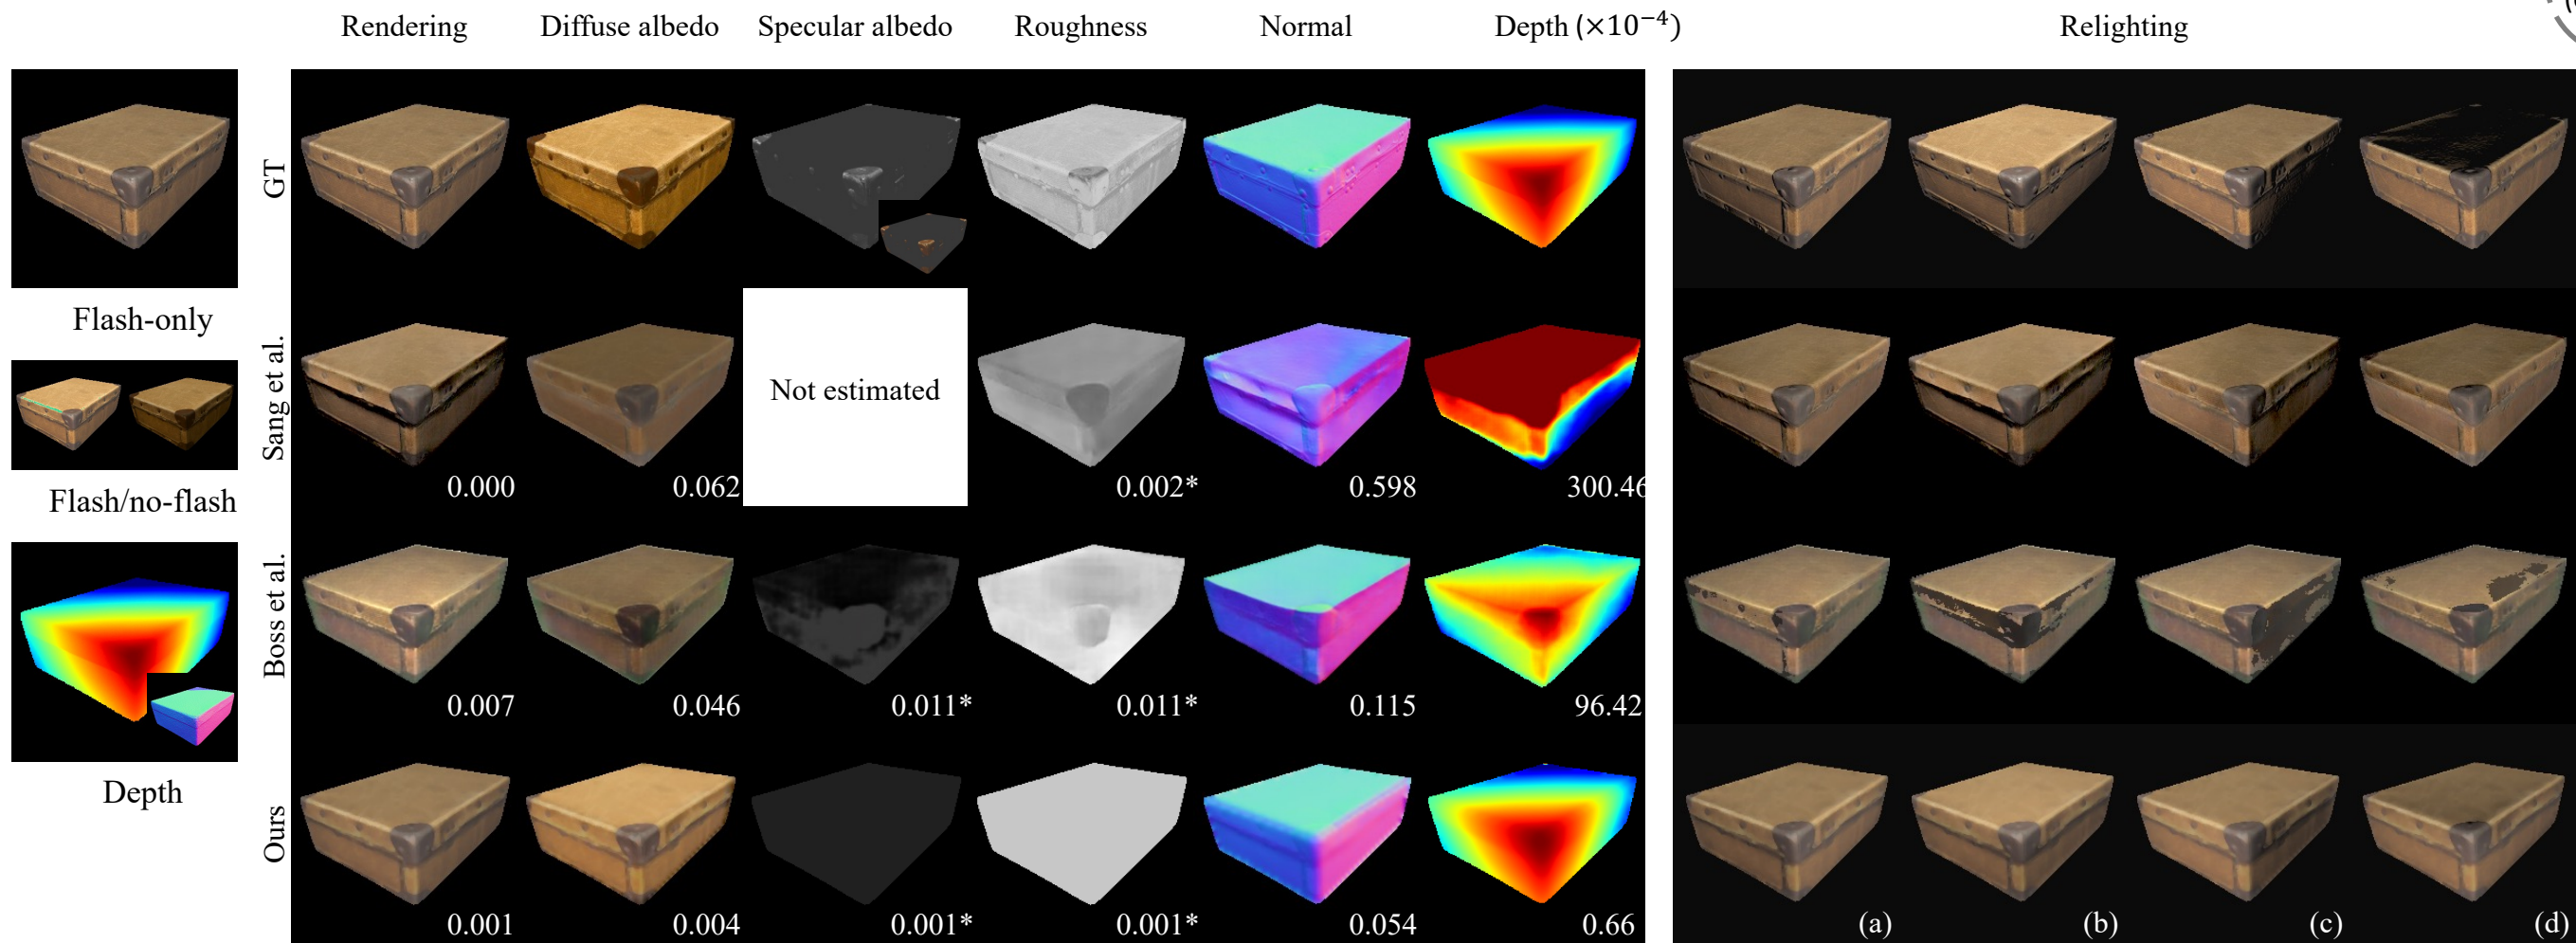 Rendering Diffuse albedo Specular albedo Roughness Normal Depth (×10⁻⁴) Relighting
GT
Flash-only
Sang et al.
Not estimated
0.000 0.062 0.002* 0.598 300.46
Flash/no-flash
Boss et al.
0.007 0.046 0.011* 0.011* 0.115 96.42
Depth
Ours
0.001 0.004 0.001* 0.001* 0.054 0.66
(a) (b) (c) (d)